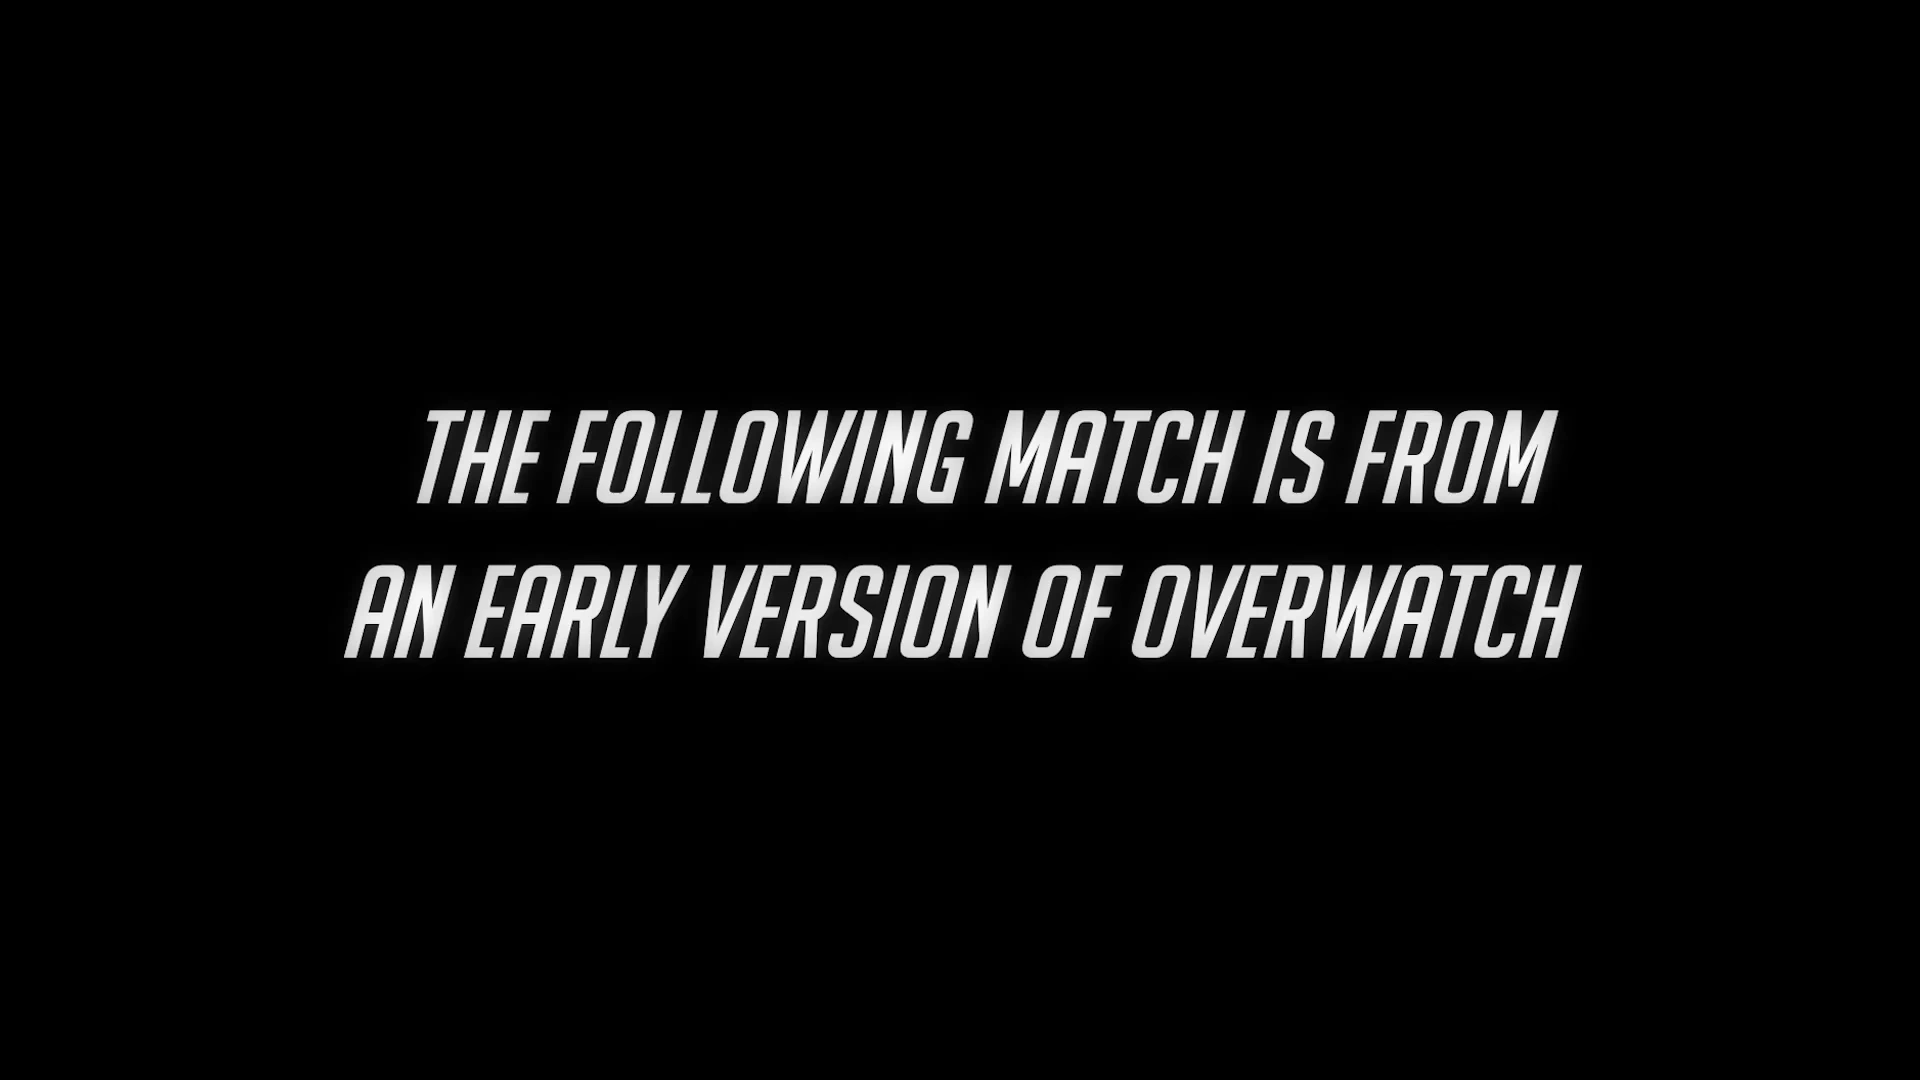 THE FOLLOWING MATCH IS FROM
AN EARLY VERSION OF OVERWATCH